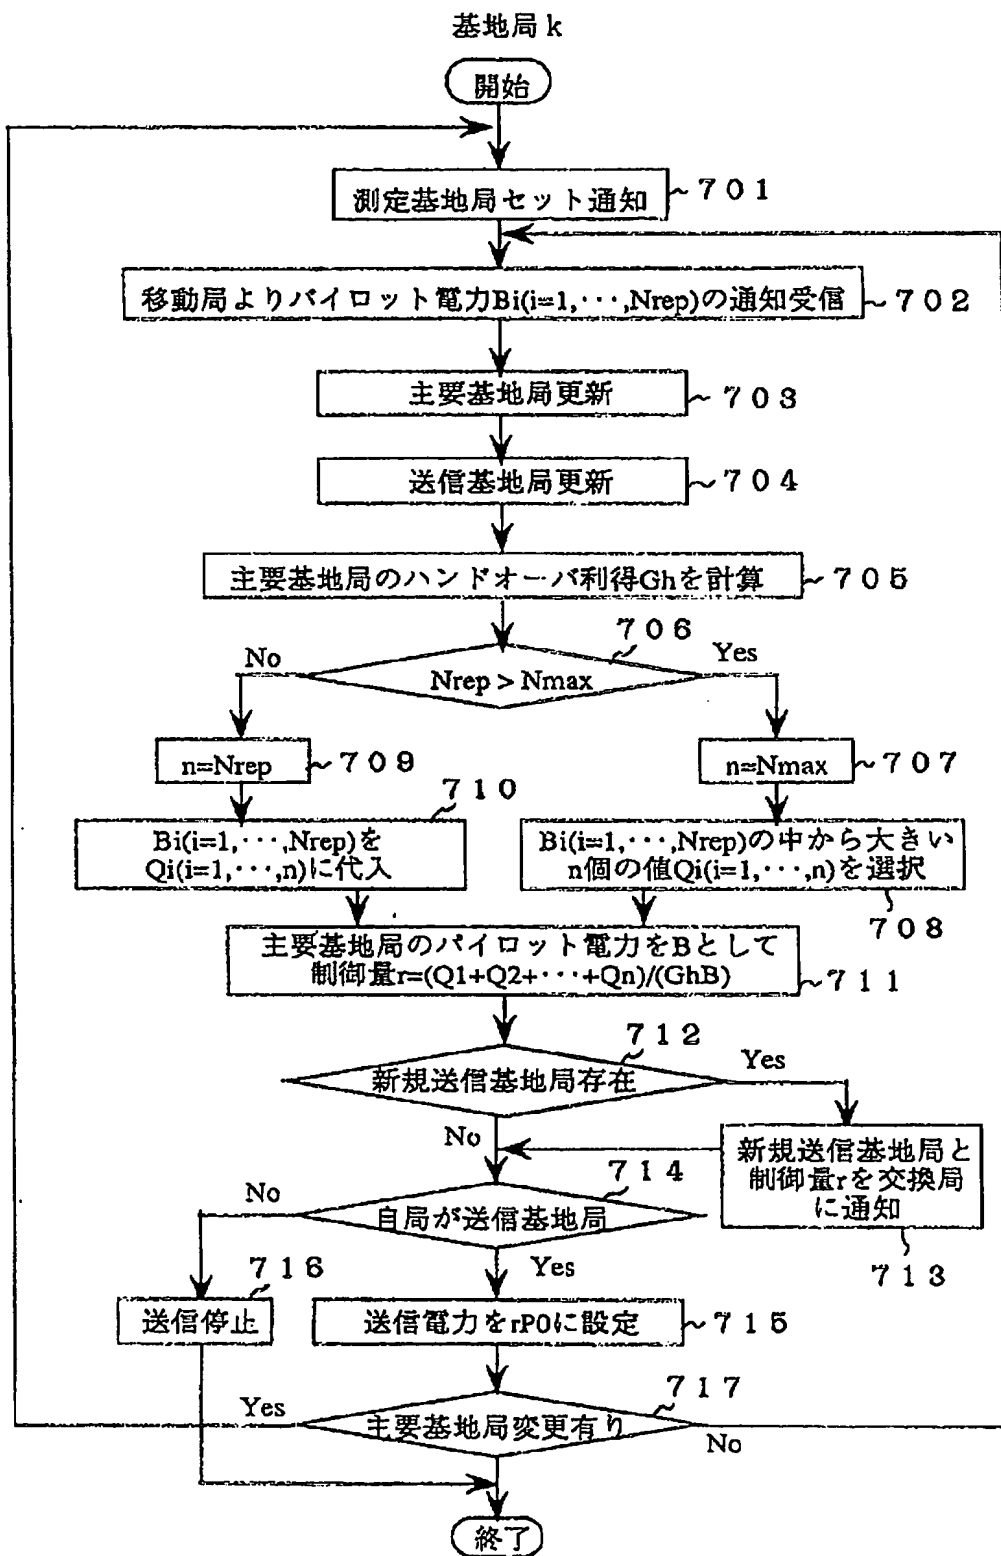 基地局 k
開始
測定基地局セット通知
701
移動局よりパイロット電力Bi(i=1,···,Nrep)の通知受信
702
主要基地局更新
703
送信基地局更新
704
主要基地局のハンドオーバ利得Ghを計算
705
706
No
Yes
Nrep > Nmax
n=Nrep
709
n=Nmax
707
710
Bi(i=1,···,Nrep)を
Qi(i=1,···,n)に代入
Bi(i=1,···,Nrep)の中から大きい
n個の値Qi(i=1,···,n)を選択
708
主要基地局のパイロット電力をBとして
制御量r=(Q1+Q2+···+Qn)/(GhB)
711
712
Yes
新規送信基地局存在
No
新規送信基地局と
制御量rを交換局
に通知
713
714
No
自局が送信基地局
Yes
716
送信停止
送信電力をrP0に設定
715
717
Yes
主要基地局変更有り
No
終了